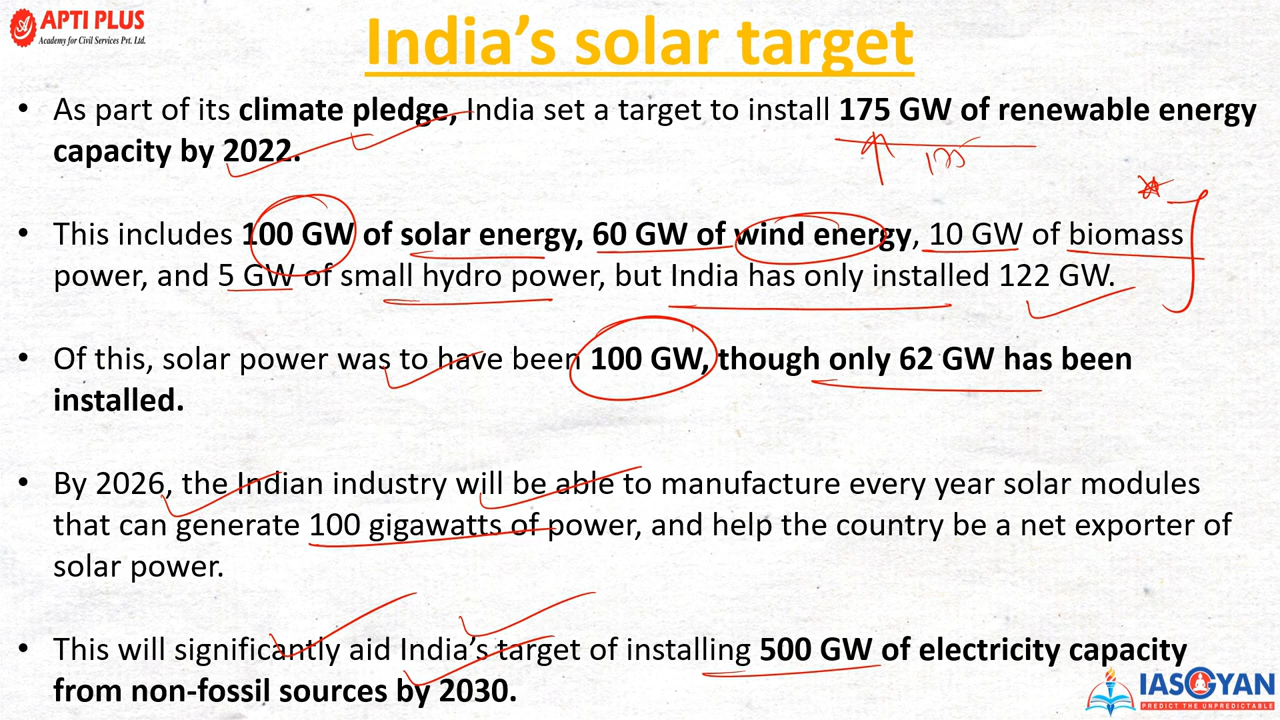 APTI PLUS
Academy for Civil Services Pvt. Ltd.
India's solar target
• As part of its climate pledge, India set a target to install 175 GW of renewable energy
capacity by 2022.
175
• This includes 100 GW of solar energy, 60 GW of wind energy, 10 GW of biomass
power, and 5 GW of small hydro power, but India has only installed 122 GW.
• Of this, solar power was to have been 100 GW, though only 62 GW has been
installed.
• By 2026, the Indian industry will be able to manufacture every year solar modules
that can generate 100 gigawatts of power, and help the country be a net exporter of
solar power.
• This will significantly aid India's target of installing 500 GW of electricity capacity
from non-fossil sources by 2030.
IASGYAN
PREDICT THE UNPREDICTABLE